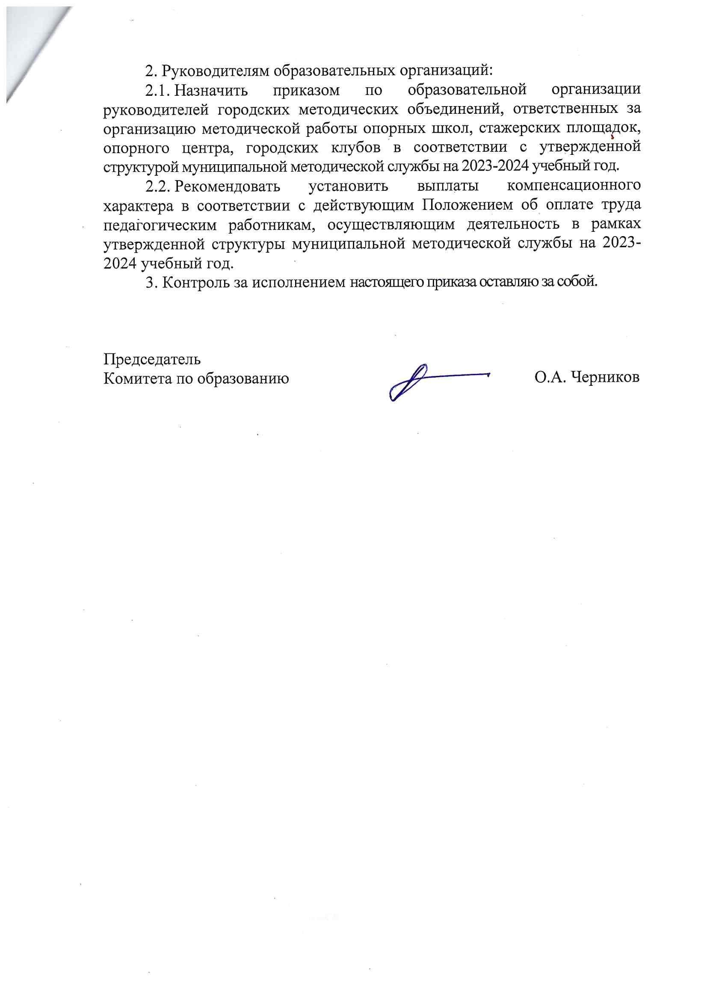 2. Руководителям образовательных организаций:
2.1. Назначить приказом по образовательной организации
руководителей городских методических объединений, ответственных за
организацию методической работы опорных школ, стажерских площадок,
опорного центра, городских клубов в соответствии с утвержденной
структурой муниципальной методической службы на 2023-2024 учебный год.
2.2. Рекомендовать установить выплаты компенсационного
характера в соответствии с действующим Положением об оплате труда
педагогическим работникам, осуществляющим деятельность в рамках
утвержденной структуры муниципальной методической службы на 2023-
2024 учебный год.
3. Контроль за исполнением настоящего приказа оставляю за собой.
Председатель
Комитета по образованию О.А. Черников